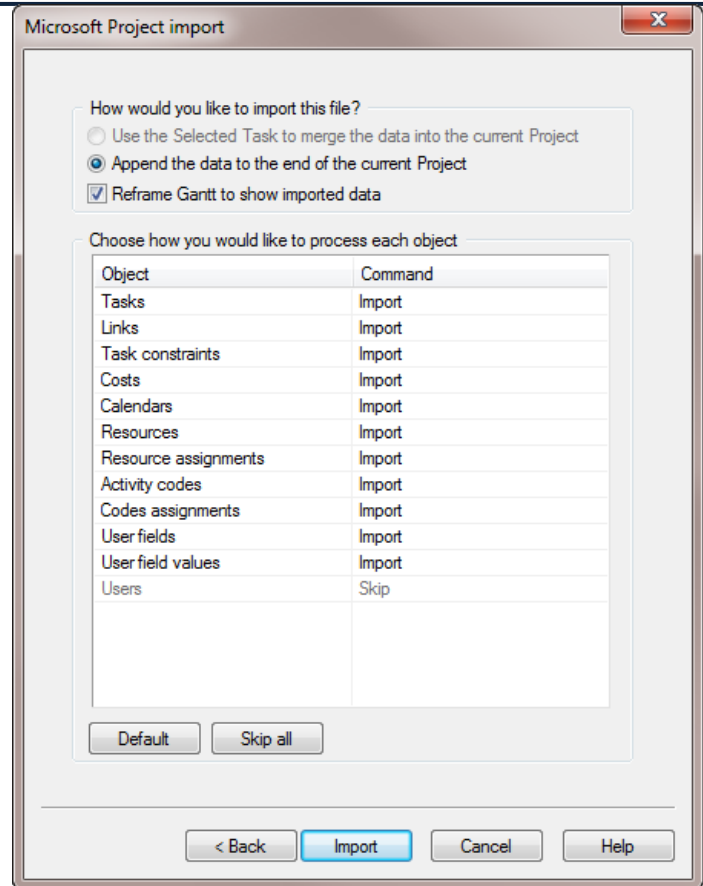 Microsoft Project import
How would you like to import this file?
Use the Selected Task to merge the data into the current Project
Append the data to the end of the current Project
Reframe Gantt to show imported data
Choose how you would like to process each object
Object Command
Tasks Import
Links Import
Task constraints Import
Costs Import
Calendars Import
Resources Import
Resource assignments Import
Activity codes Import
Codes assignments Import
User fields Import
User field values Import
Users Skip
Default Skip all
< Back Import Cancel Help